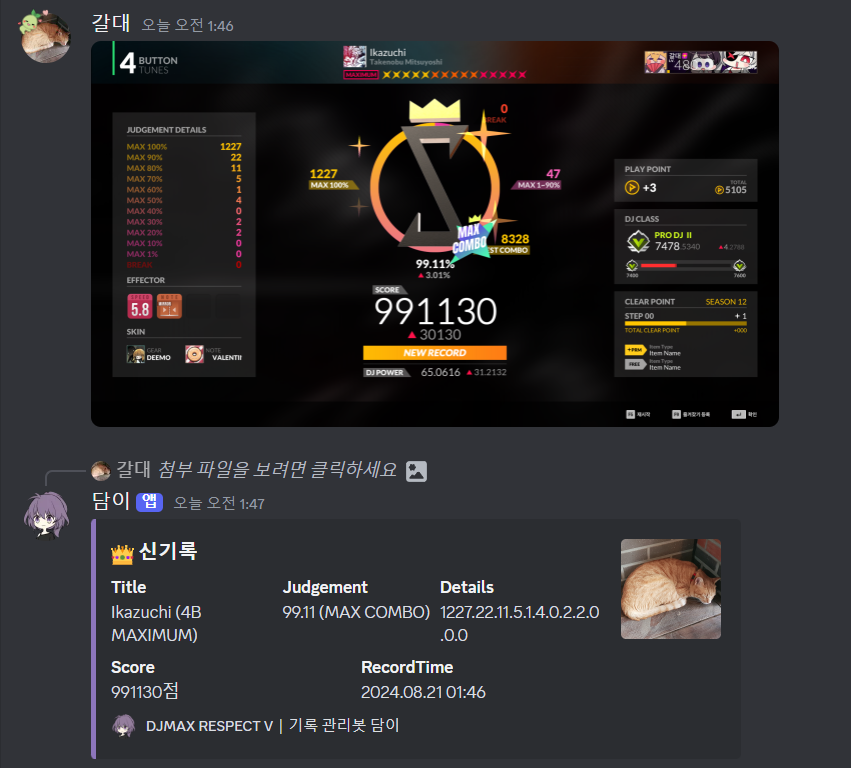 갈대 오늘 오전 1:46
4 BUTTON
TUNES
Ikazuchi
Takenobu Mitsuyoshi
MAXIMUM
갈대
48
JUDGEMENT DETAILS
MAX 100% 1227
MAX 90% 22
MAX 80% 11
MAX 70% 5
MAX 60% 1
MAX 50% 4
MAX 40% 0
MAX 30% 2
MAX 20% 2
MAX 10% 0
MAX 1% 0
BREAK 0
EFFECTOR
SPEED
5.8
NOTE
SKIN
GEAR
DEEMO
NOTE
VALENTI
0
BREAK
1227
MAX 100%
47
MAX 1~90%
MAX
COMBO
8328
ST COMBO
99.11%
▲ 3.01%
SCORE
991130
▲ 30130
NEW RECORD
DJ POWER 65.0616 ▲ 31.2132
PLAY POINT
+3
TOTAL
5105
DJ CLASS
PRO DJ II
7478.5340 ▲4.2788
7400 7600
CLEAR POINT SEASON 12
STEP 00 + 1
TOTAL CLEAR POINT +000
+PRM Item Type
Item Name
FREE Item Type
Item Name
F5 재시작
즐겨찾기 등록
확인
갈대 첨부 파일을 보려면 클릭하세요
담이 앱 오늘 오전 1:47
신기록
Title Judgement Details
Ikazuchi (4B
MAXIMUM)
99.11 (MAX COMBO)
1227.22.11.5.1.4.0.2.2.0
.0.0
Score RecordTime
991130점 2024.08.21 01:46
DJMAX RESPECT V | 기록 관리봇 담이